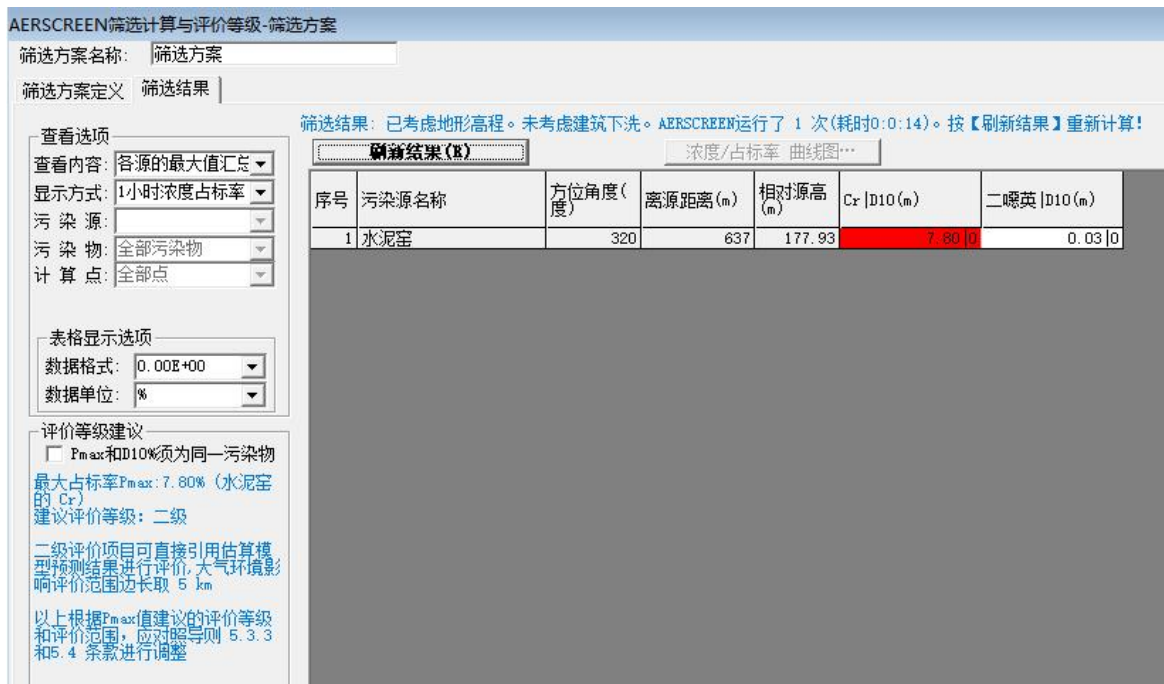 AERSCREEN筛选计算与评价等级-筛选方案
筛选方案名称: 筛选方案
筛选方案定义 筛选结果
筛选结果: 已考虑地形高程。未考虑建筑下洗。AERSCREEN运行了 1 次(耗时0:0:14)。按【刷新结果】重新计算!
查看选项
查看内容: 各源的最大值汇总
显示方式: 1小时浓度占标率
污 染 源:
污 染 物: 全部污染物
计 算 点: 全部点
表格显示选项
数据格式: 0.00E+00
数据单位: %
评价等级建议
Pmax和D10%须为同一污染物
最大占标率Pmax:7.80% (水泥窑
的 Cr)
建议评价等级: 二级
二级评价项目可直接引用估算模
型预测结果进行评价,大气环境影
响评价范围边长取 5 km
以上根据Pmax值建议的评价等级
和评价范围,应对照导则 5.3.3
和5.4 条款进行调整
刷新结果(R) 浓度/占标率 曲线图…
序号 污染源名称 方位角度(度) 离源距离(m) 相对源高(m) Cr|D10(m) 二噁英|D10(m)
1 水泥窑 320 637 177.93 7.80|0 0.03|0